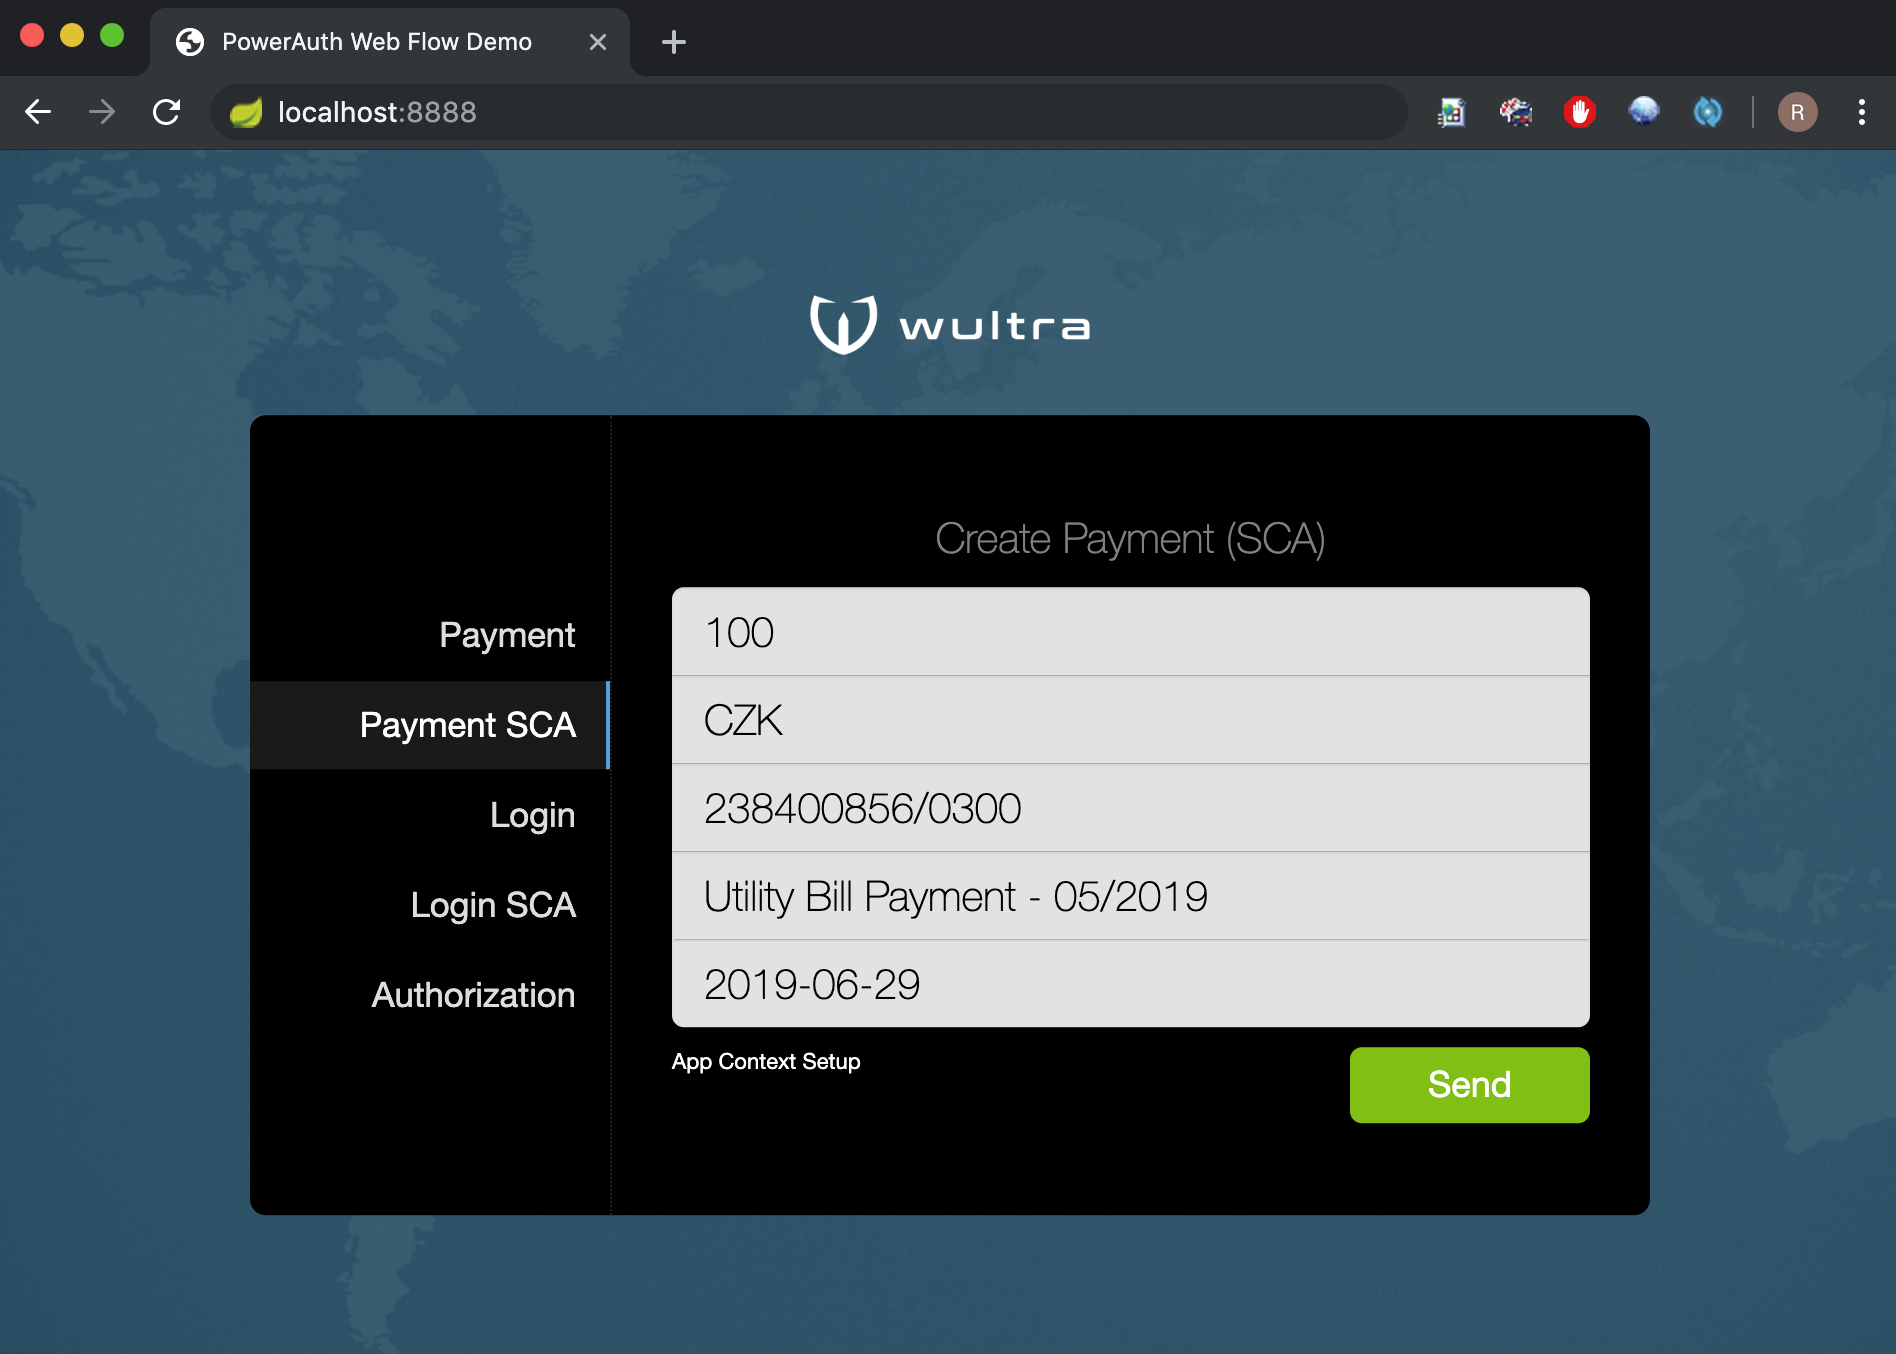 PowerAuth Web Flow Demo
localhost:8888
R
wultra
Payment
Payment SCA
Login
Login SCA
Authorization
Create Payment (SCA)
100
CZK
238400856/0300
Utility Bill Payment - 05/2019
2019-06-29
App Context Setup
Send